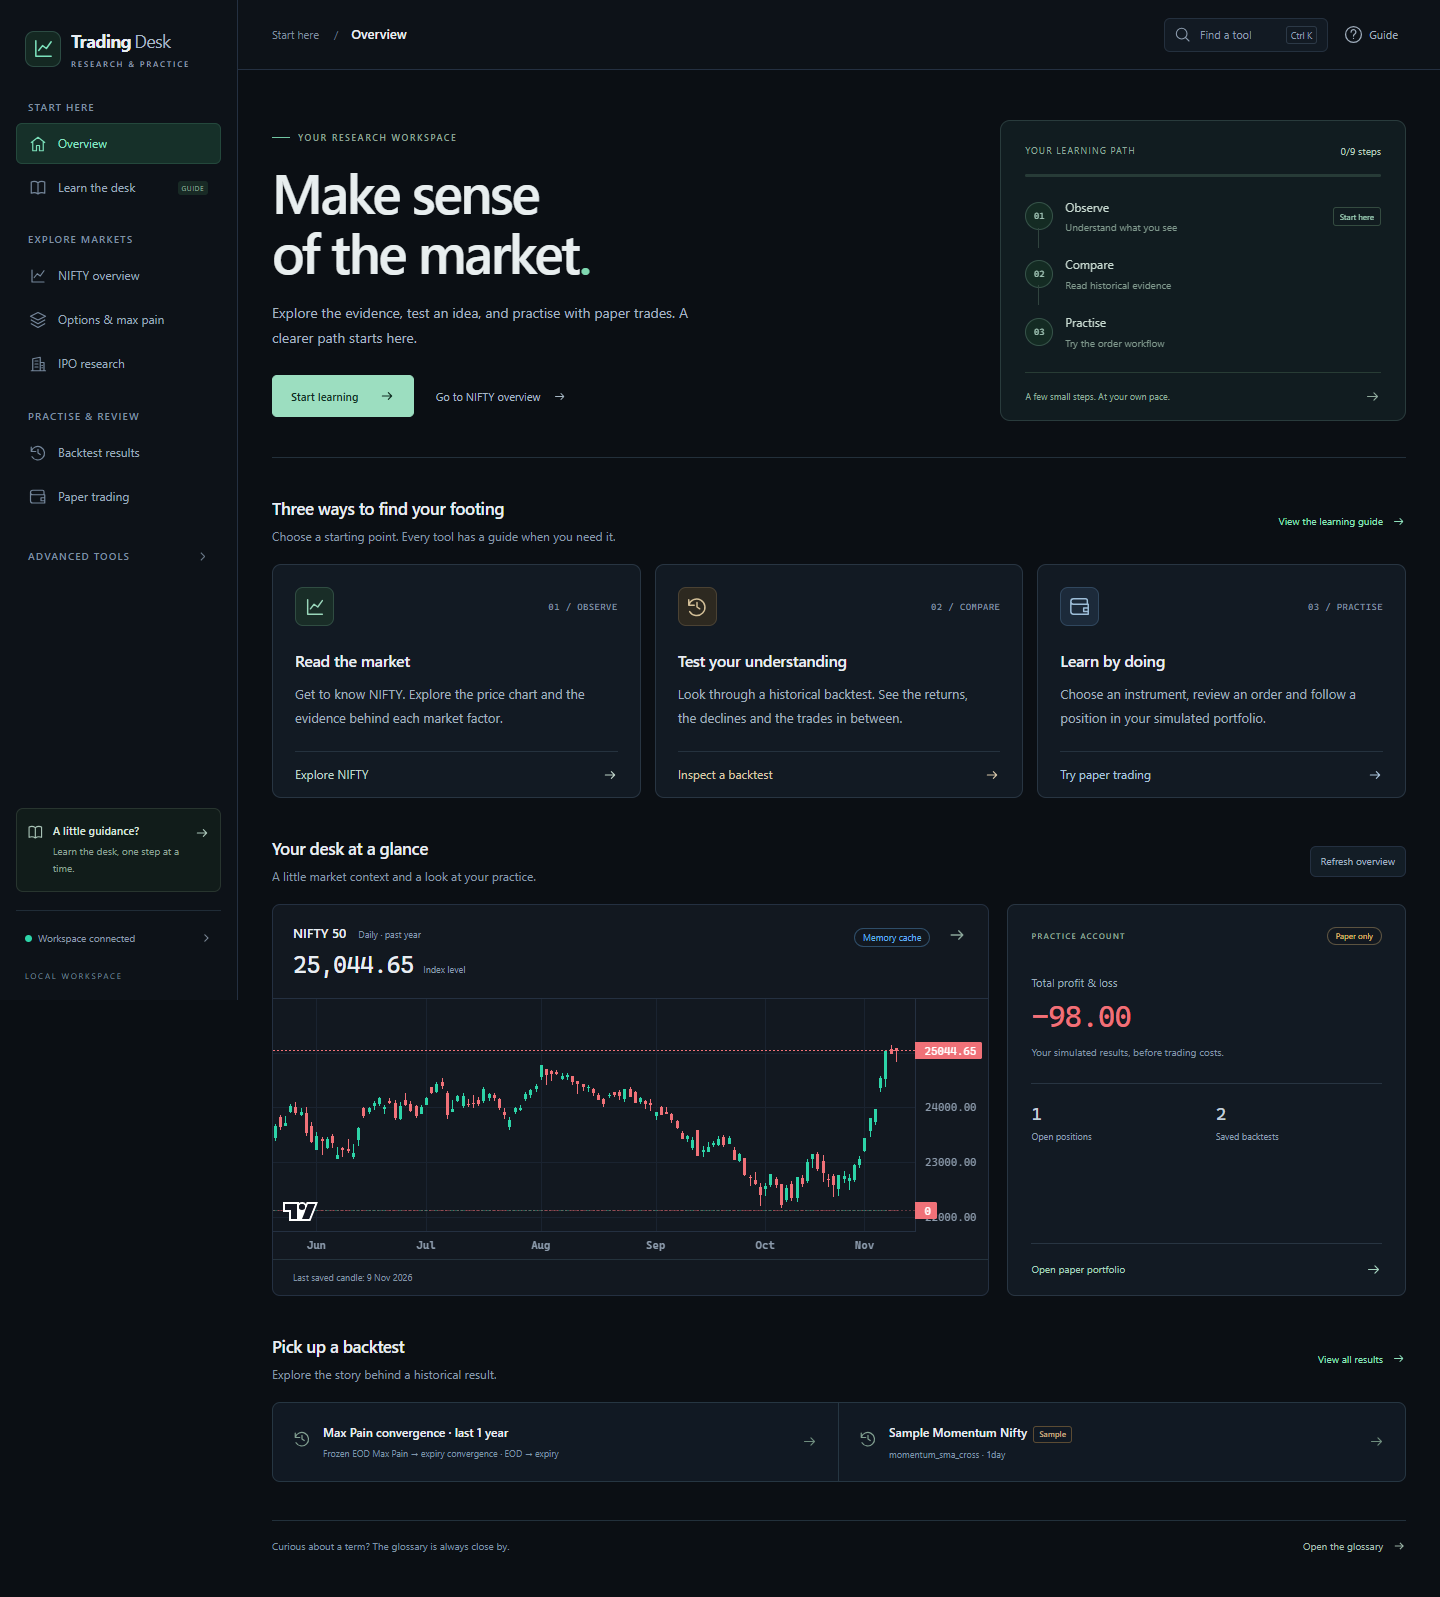 Trading Desk
RESEARCH & PRACTICE
START HERE
Overview
Learn the desk
GUIDE
EXPLORE MARKETS
NIFTY overview
Options & max pain
IPO research
PRACTISE & REVIEW
Backtest results
Paper trading
ADVANCED TOOLS
A little guidance?
Learn the desk, one step at a
time.
Workspace connected
LOCAL WORKSPACE
Start here / Overview
Find a tool
Ctrl K
Guide
YOUR RESEARCH WORKSPACE
Make sense
of the market.
Explore the evidence, test an idea, and practise with paper trades. A
clearer path starts here.
Start learning
Go to NIFTY overview
YOUR LEARNING PATH
0/9 steps
01
Observe
Understand what you see
Start here
02
Compare
Read historical evidence
03
Practise
Try the order workflow
A few small steps. At your own pace.
Three ways to find your footing
Choose a starting point. Every tool has a guide when you need it.
View the learning guide
01 / OBSERVE
Read the market
Get to know NIFTY. Explore the price chart and the
evidence behind each market factor.
Explore NIFTY
02 / COMPARE
Test your understanding
Look through a historical backtest. See the returns,
the declines and the trades in between.
Inspect a backtest
03 / PRACTISE
Learn by doing
Choose an instrument, review an order and follow a
position in your simulated portfolio.
Try paper trading
Your desk at a glance
A little market context and a look at your practice.
Refresh overview
NIFTY 50
Daily · past year
25,044.65
Index level
Memory cache
25044.65
24000.00
23000.00
0
000.00
Jun
Jul
Aug
Sep
Oct
Nov
Last saved candle: 9 Nov 2026
PRACTICE ACCOUNT
Paper only
Total profit & loss
−98.00
Your simulated results, before trading costs.
1
Open positions
2
Saved backtests
Open paper portfolio
Pick up a backtest
Explore the story behind a historical result.
View all results
Max Pain convergence · last 1 year
Frozen EOD Max Pain → expiry convergence · EOD → expiry
Sample Momentum Nifty
Sample
momentum_sma_cross · 1day
Curious about a term? The glossary is always close by.
Open the glossary